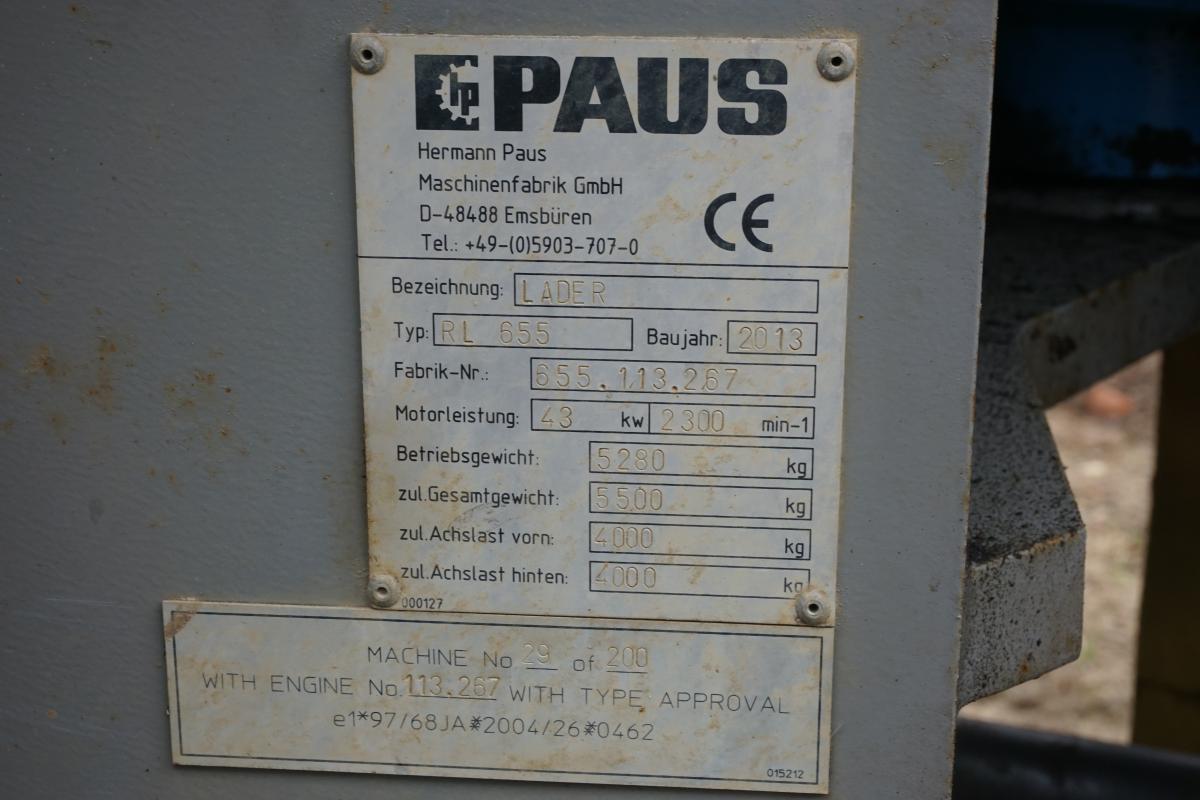 hp PAUS
Hermann Paus
Maschinenfabrik GmbH
D-48488 Emsbüren
Tel.: +49-(0)5903-707-0
CE
Bezeichnung: LADER
Typ: RL 655 Baujahr: 2013
Fabrik-Nr.: 655.113.267
Motorleistung: 43 kw 2300 min-1
Betriebsgewicht: 5280 kg
zul.Gesamtgewicht: 5500 kg
zul.Achslast vorn: 4000 kg
zul.Achslast hinten: 4000 kg
000127
MACHINE No 29 of 200
WITH ENGINE No. 113.267 WITH TYPE APPROVAL
e1*97/68JA*2004/26*0462
015212